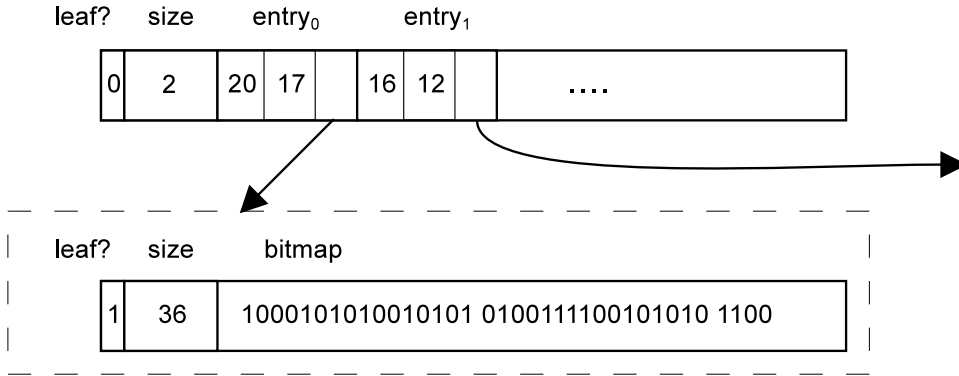 leaf? size entry₀ entry₁
0 2 20 17 16 12 ....
leaf? size bitmap
1 36 1000101010010101 0100111100101010 1100